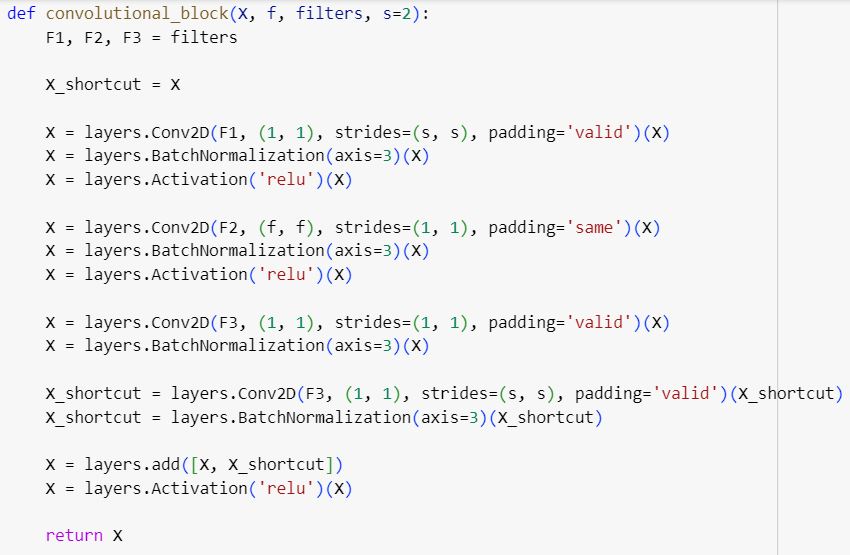 def convolutional_block(X, f, filters, s=2):
    F1, F2, F3 = filters

    X_shortcut = X

    X = layers.Conv2D(F1, (1, 1), strides=(s, s), padding='valid')(X)
    X = layers.BatchNormalization(axis=3)(X)
    X = layers.Activation('relu')(X)

    X = layers.Conv2D(F2, (f, f), strides=(1, 1), padding='same')(X)
    X = layers.BatchNormalization(axis=3)(X)
    X = layers.Activation('relu')(X)

    X = layers.Conv2D(F3, (1, 1), strides=(1, 1), padding='valid')(X)
    X = layers.BatchNormalization(axis=3)(X)

    X_shortcut = layers.Conv2D(F3, (1, 1), strides=(s, s), padding='valid')(X_shortcut)
    X_shortcut = layers.BatchNormalization(axis=3)(X_shortcut)

    X = layers.add([X, X_shortcut])
    X = layers.Activation('relu')(X)

    return X